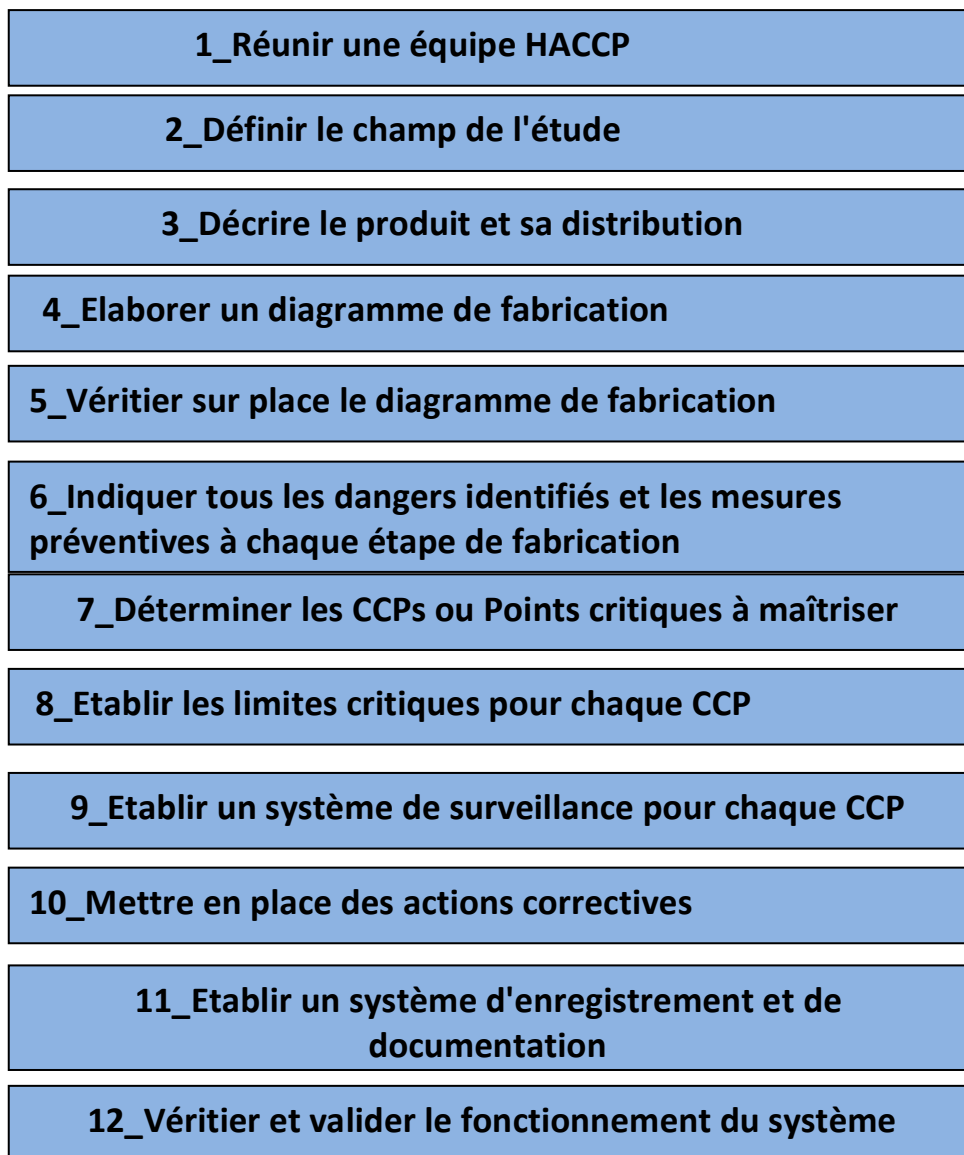 1_Réunir une équipe HACCP
2_Définir le champ de l'étude
3_Décrire le produit et sa distribution
4_Elaborer un diagramme de fabrication
5_Véritier sur place le diagramme de fabrication
6_Indiquer tous les dangers identifiés et les mesures
préventives à chaque étape de fabrication
7_Déterminer les CCPs ou Points critiques à maîtriser
8_Etablir les limites critiques pour chaque CCP
9_Etablir un système de surveillance pour chaque CCP
10_Mettre en place des actions correctives
11_Etablir un système d'enregistrement et de
documentation
12_Véritier et valider le fonctionnement du système